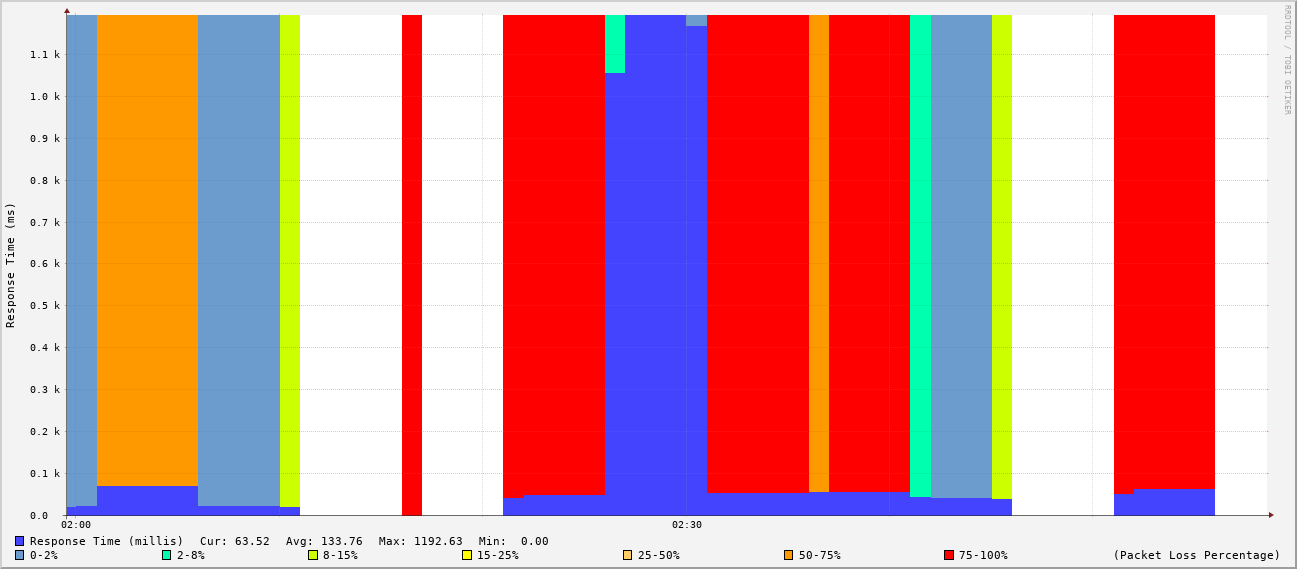 RRDTOOL / TOBI OETIKER
Response Time (ms)
1.1 k
1.0 k
0.9 k
0.8 k
0.7 k
0.6 k
0.5 k
0.4 k
0.3 k
0.2 k
0.1 k
0.0
02:00 02:30
Response Time (millis) Cur: 63.52 Avg: 133.76 Max: 1192.63 Min: 0.00
0-2% 2-8% 8-15% 15-25% 25-50% 50-75% 75-100% (Packet Loss Percentage)